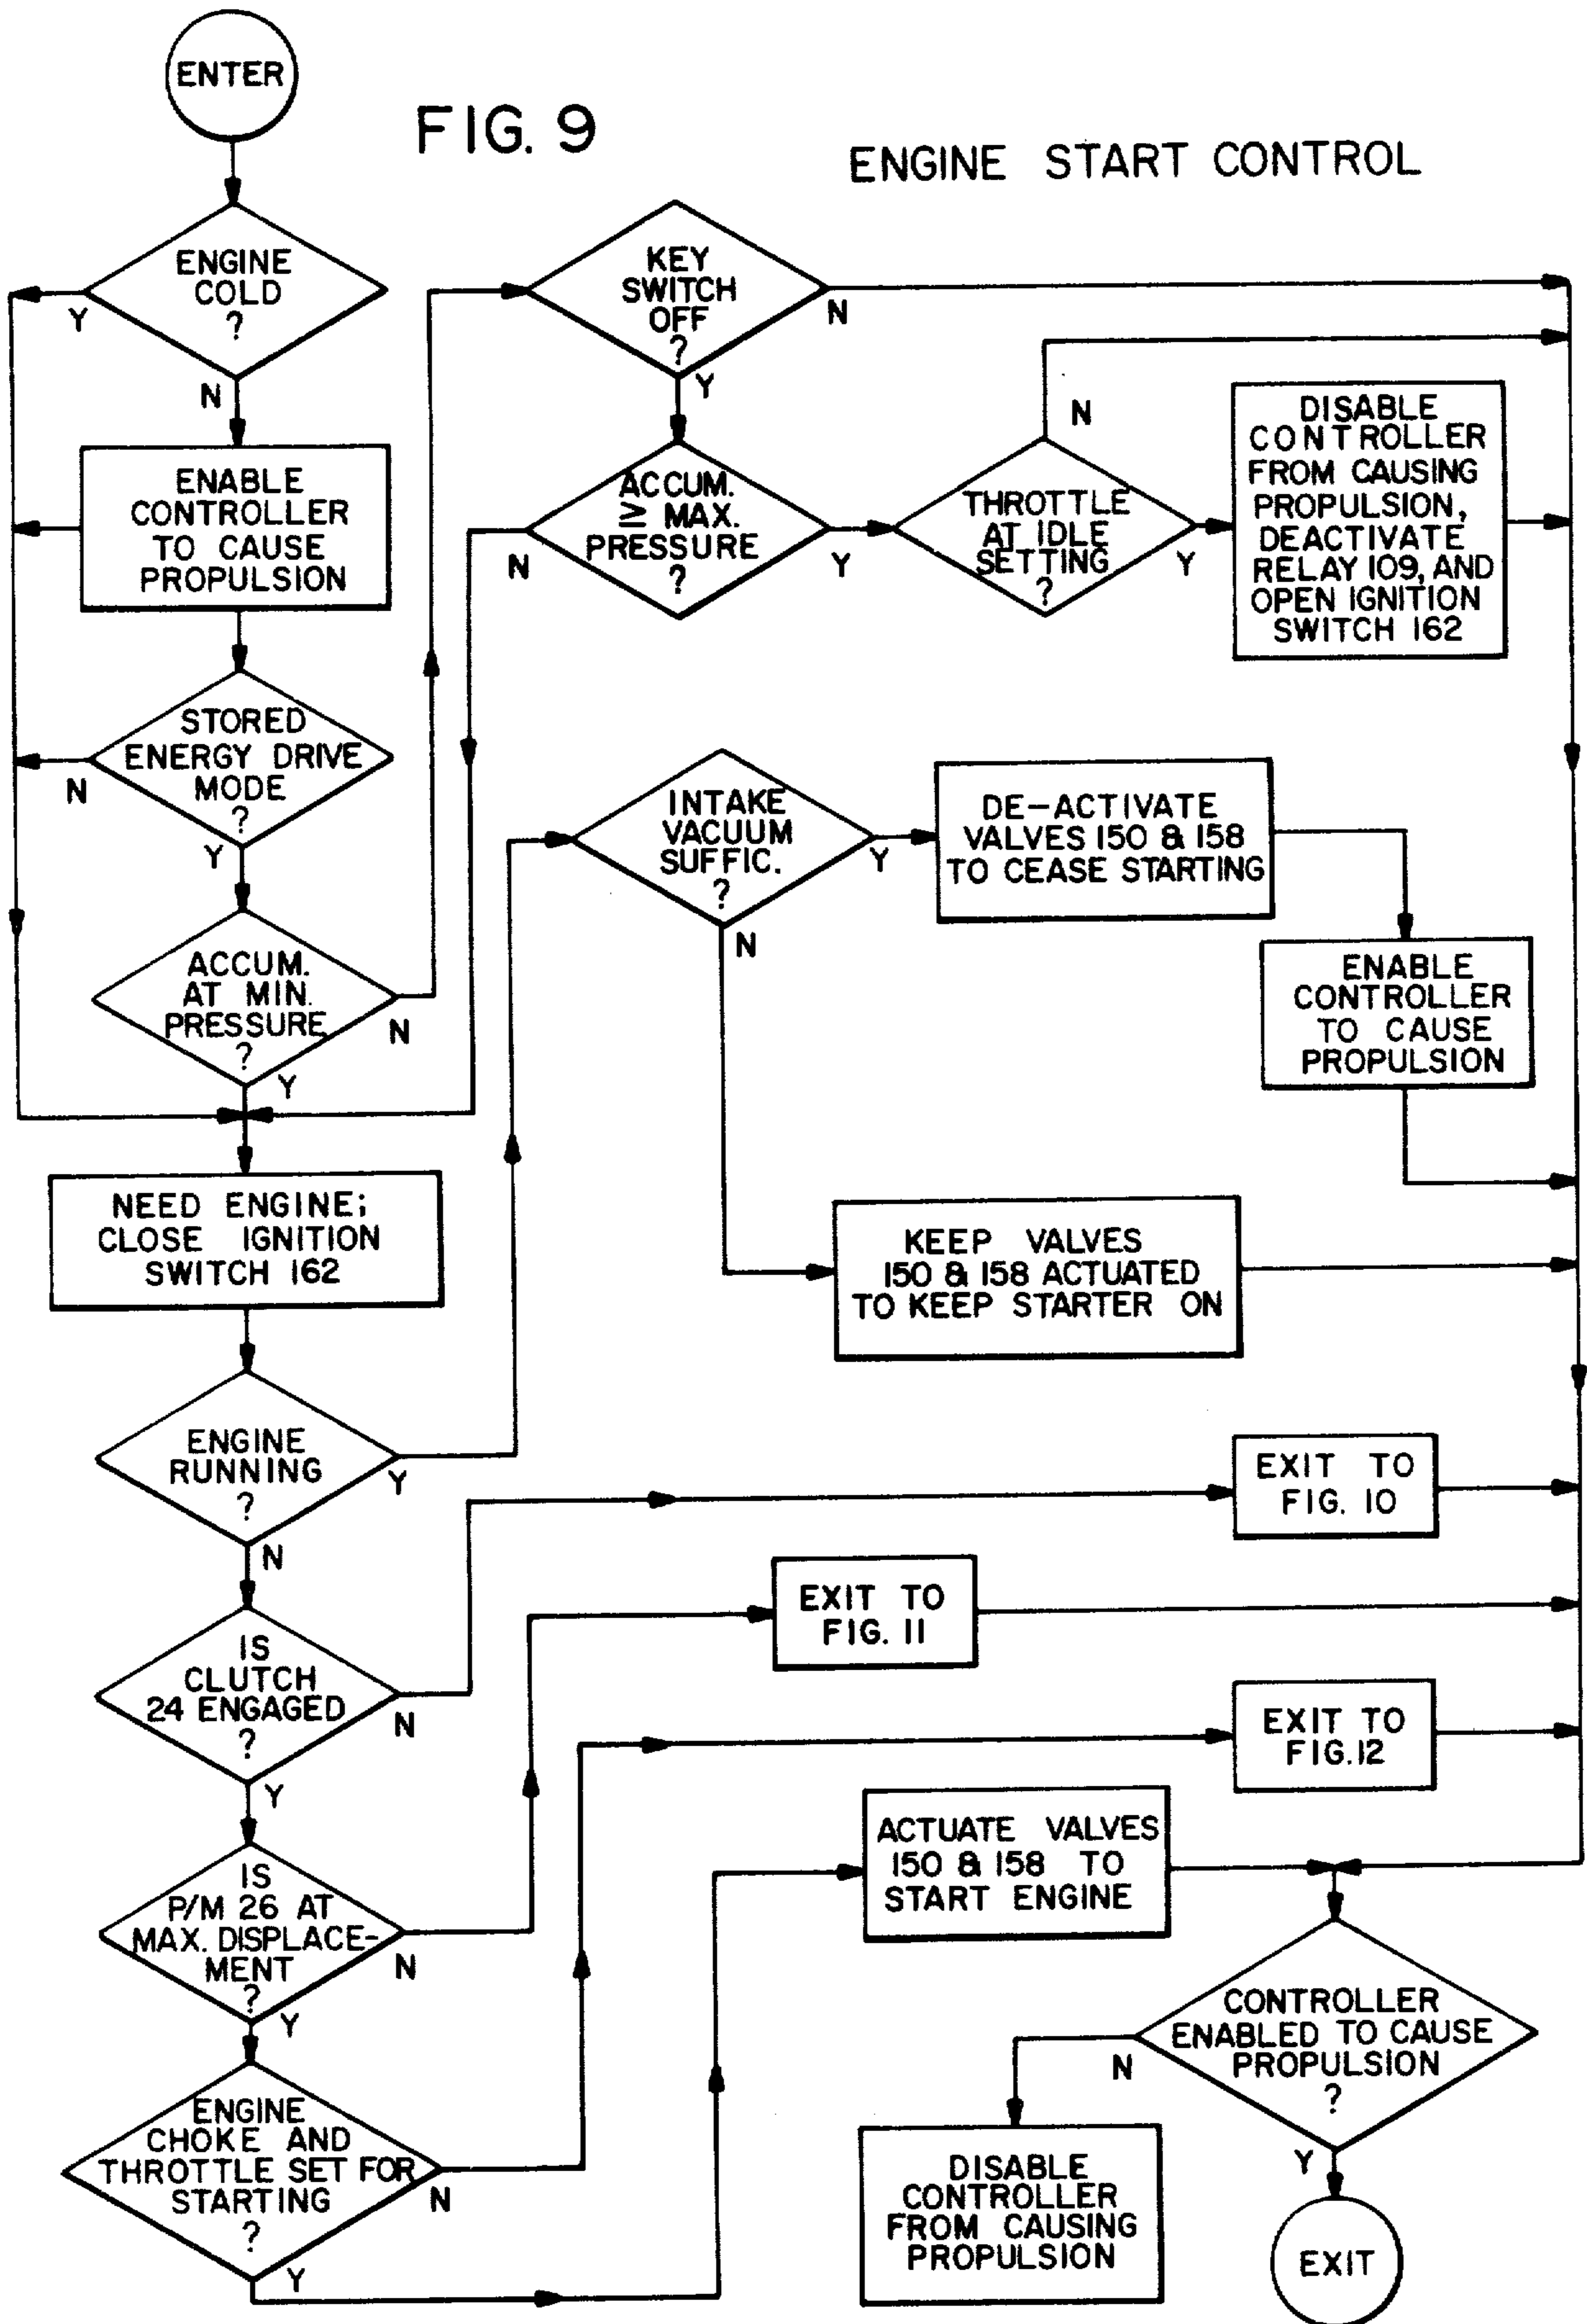 ENTER
FIG. 9
ENGINE START CONTROL
ENGINE
COLD
?
Y
N
ENABLE
CONTROLLER
TO CAUSE
PROPULSION
STORED
ENERGY DRIVE
MODE
?
N
Y
ACCUM.
AT MIN.
PRESSURE
?
N
Y
KEY
SWITCH
OFF
?
N
Y
ACCUM.
≥ MAX.
PRESSURE
?
N
Y
THROTTLE
AT IDLE
SETTING
?
N
Y
DISABLE
CONTROLLER
FROM CAUSING
PROPULSION,
DEACTIVATE
RELAY 109, AND
OPEN IGNITION
SWITCH 162
INTAKE
VACUUM
SUFFIC.
?
Y
N
DE-ACTIVATE
VALVES 150 & 158
TO CEASE STARTING
ENABLE
CONTROLLER
TO CAUSE
PROPULSION
KEEP VALVES
150 & 158 ACTUATED
TO KEEP STARTER ON
NEED ENGINE;
CLOSE IGNITION
SWITCH 162
ENGINE
RUNNING
?
Y
N
EXIT TO
FIG. 10
IS
CLUTCH
24 ENGAGED
?
N
Y
EXIT TO
FIG. 11
IS
P/M 26 AT
MAX. DISPLACE-
MENT
?
N
Y
EXIT TO
FIG.12
ENGINE
CHOKE AND
THROTTLE SET FOR
STARTING
?
N
Y
ACTUATE VALVES
150 & 158 TO
START ENGINE
CONTROLLER
ENABLED TO CAUSE
PROPULSION
?
N
Y
DISABLE
CONTROLLER
FROM CAUSING
PROPULSION
EXIT